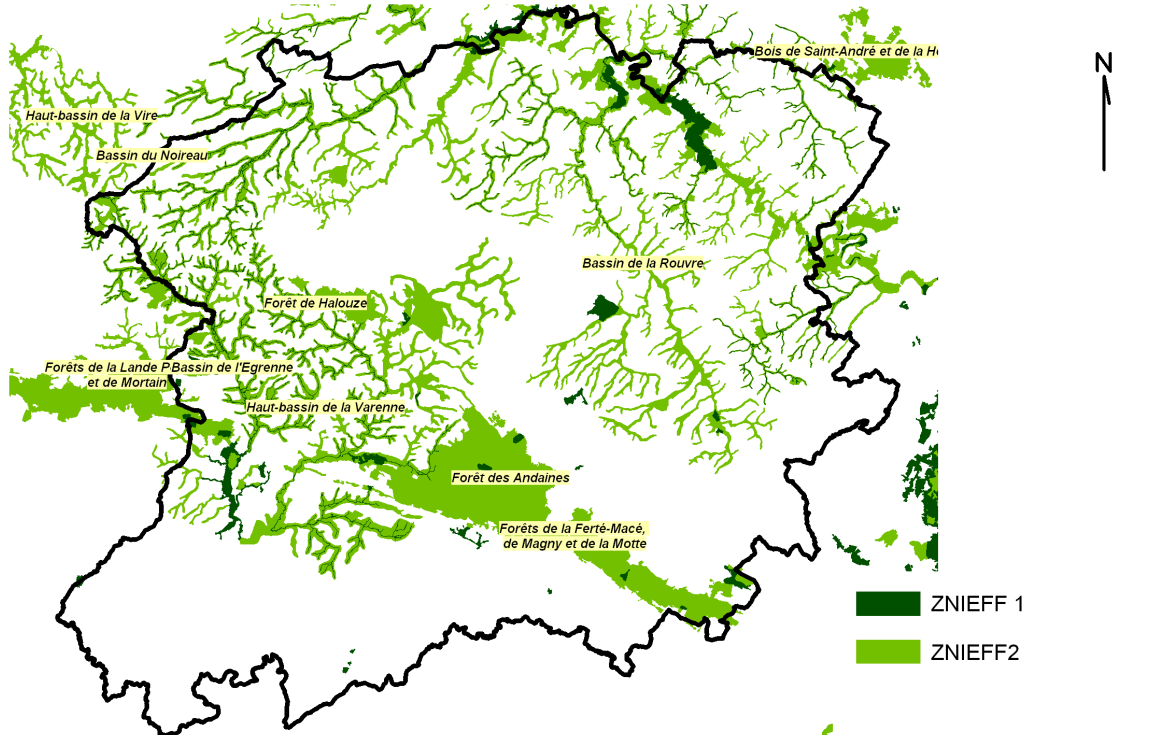 N
Bois de Saint-André et de la H
Haut-bassin de la Vire
Bassin du Noireau
Bassin de la Rouvre
Forêt de Halouze
Forêts de la Lande P
et de Mortain
Bassin de l'Egrenne
Haut-bassin de la Varenne
Forêt des Andaines
Forêts de la Ferté-Macé,
de Magny et de la Motte
ZNIEFF 1
ZNIEFF2